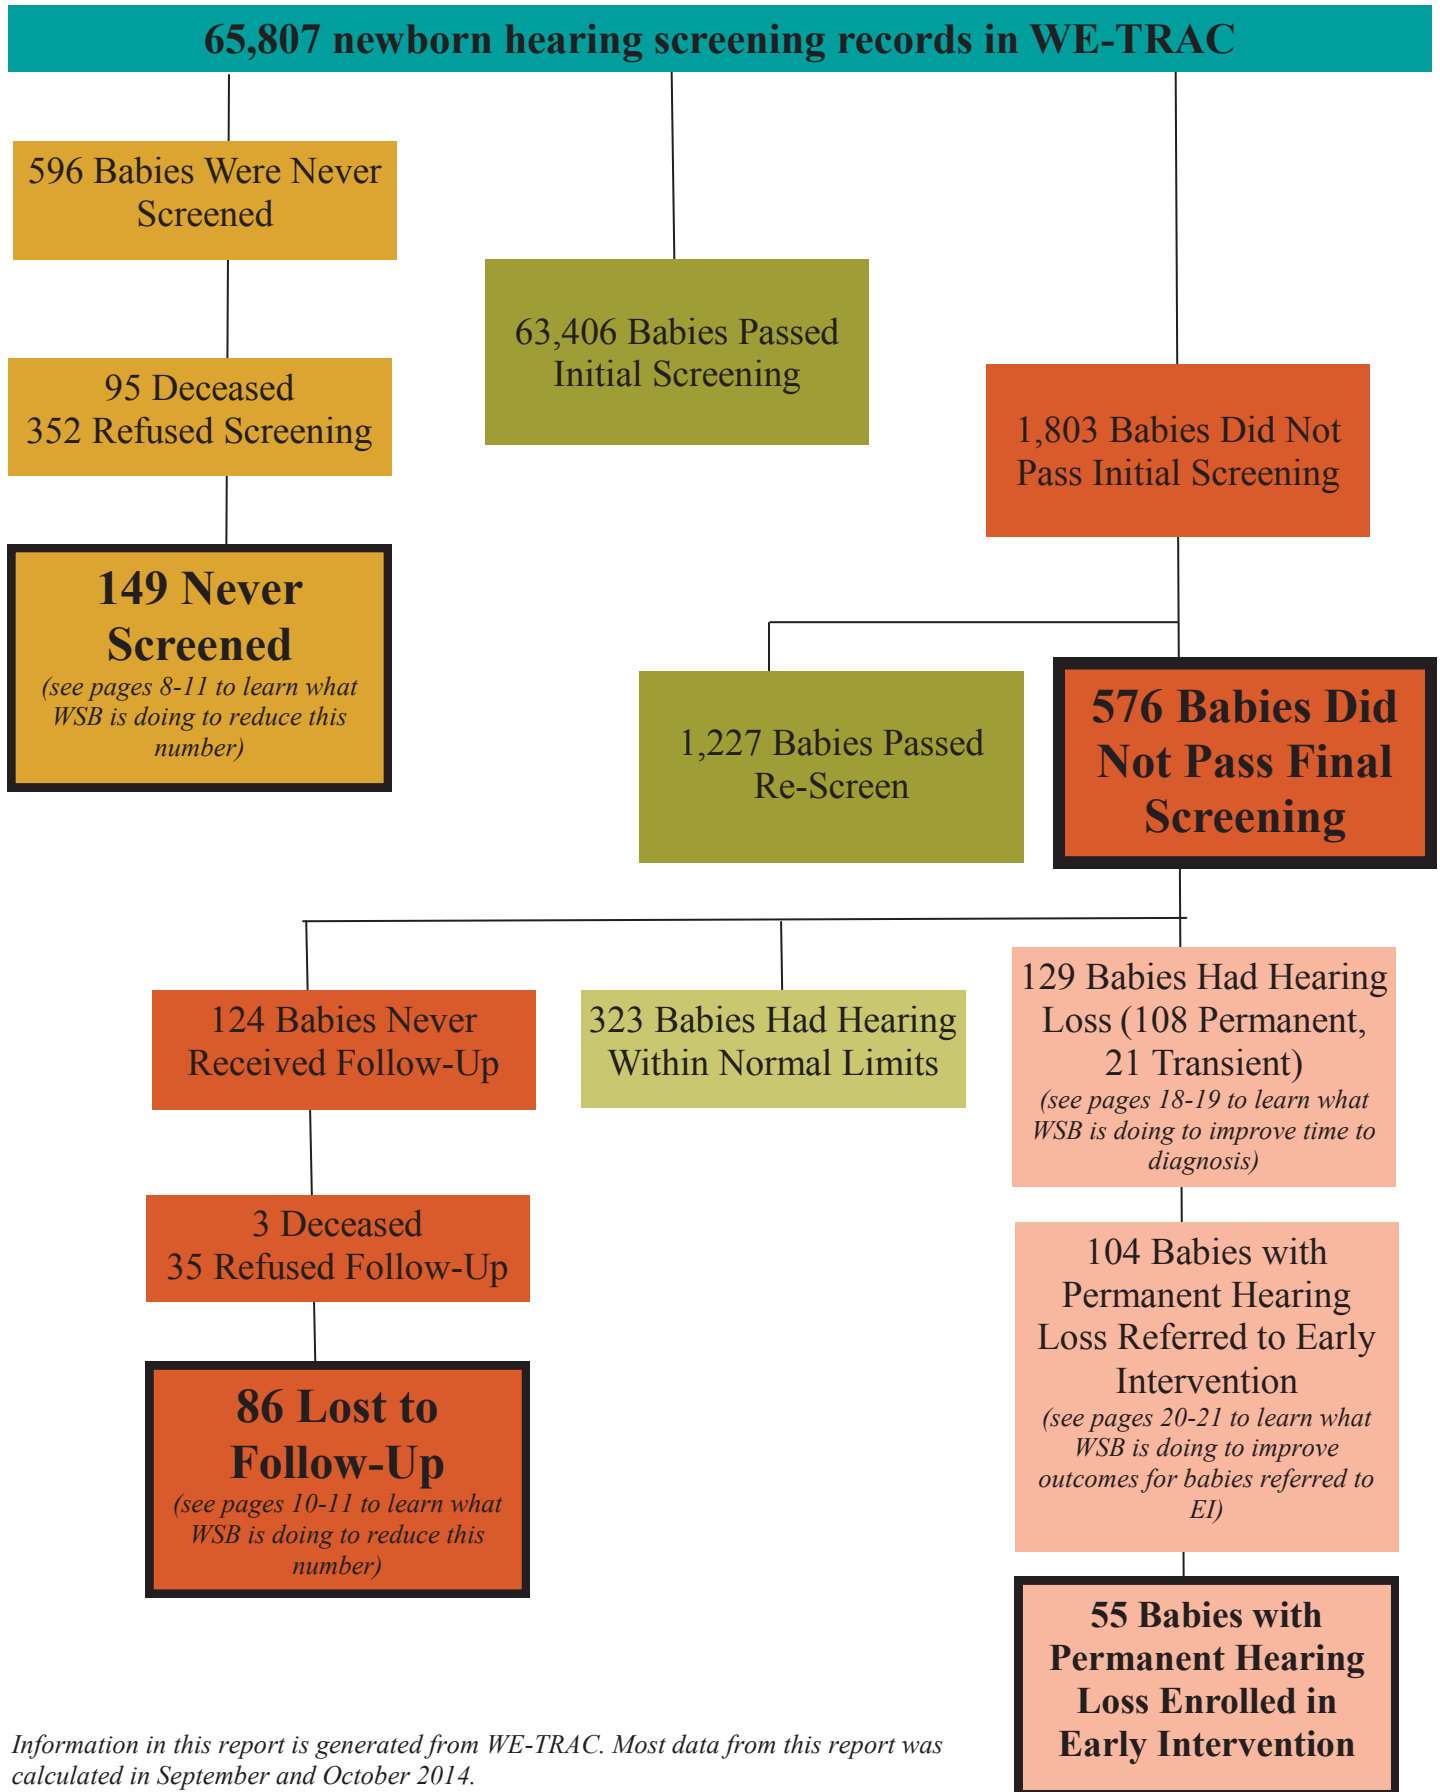 65,807 newborn hearing screening records in WE-TRAC
596 Babies Were Never
Screened
63,406 Babies Passed
Initial Screening
95 Deceased
352 Refused Screening
1,803 Babies Did Not
Pass Initial Screening
149 Never
Screened
(see pages 8-11 to learn what
WSB is doing to reduce this
number)
1,227 Babies Passed
Re-Screen
576 Babies Did
Not Pass Final
Screening
124 Babies Never
Received Follow-Up
323 Babies Had Hearing
Within Normal Limits
129 Babies Had Hearing
Loss (108 Permanent,
21 Transient)
(see pages 18-19 to learn what
WSB is doing to improve time to
diagnosis)
3 Deceased
35 Refused Follow-Up
104 Babies with
Permanent Hearing
Loss Referred to Early
Intervention
(see pages 20-21 to learn what
WSB is doing to improve
outcomes for babies referred to
EI)
86 Lost to
Follow-Up
(see pages 10-11 to learn what
WSB is doing to reduce this
number)
55 Babies with
Permanent Hearing
Loss Enrolled in
Early Intervention
Information in this report is generated from WE-TRAC. Most data from this report was
calculated in September and October 2014.